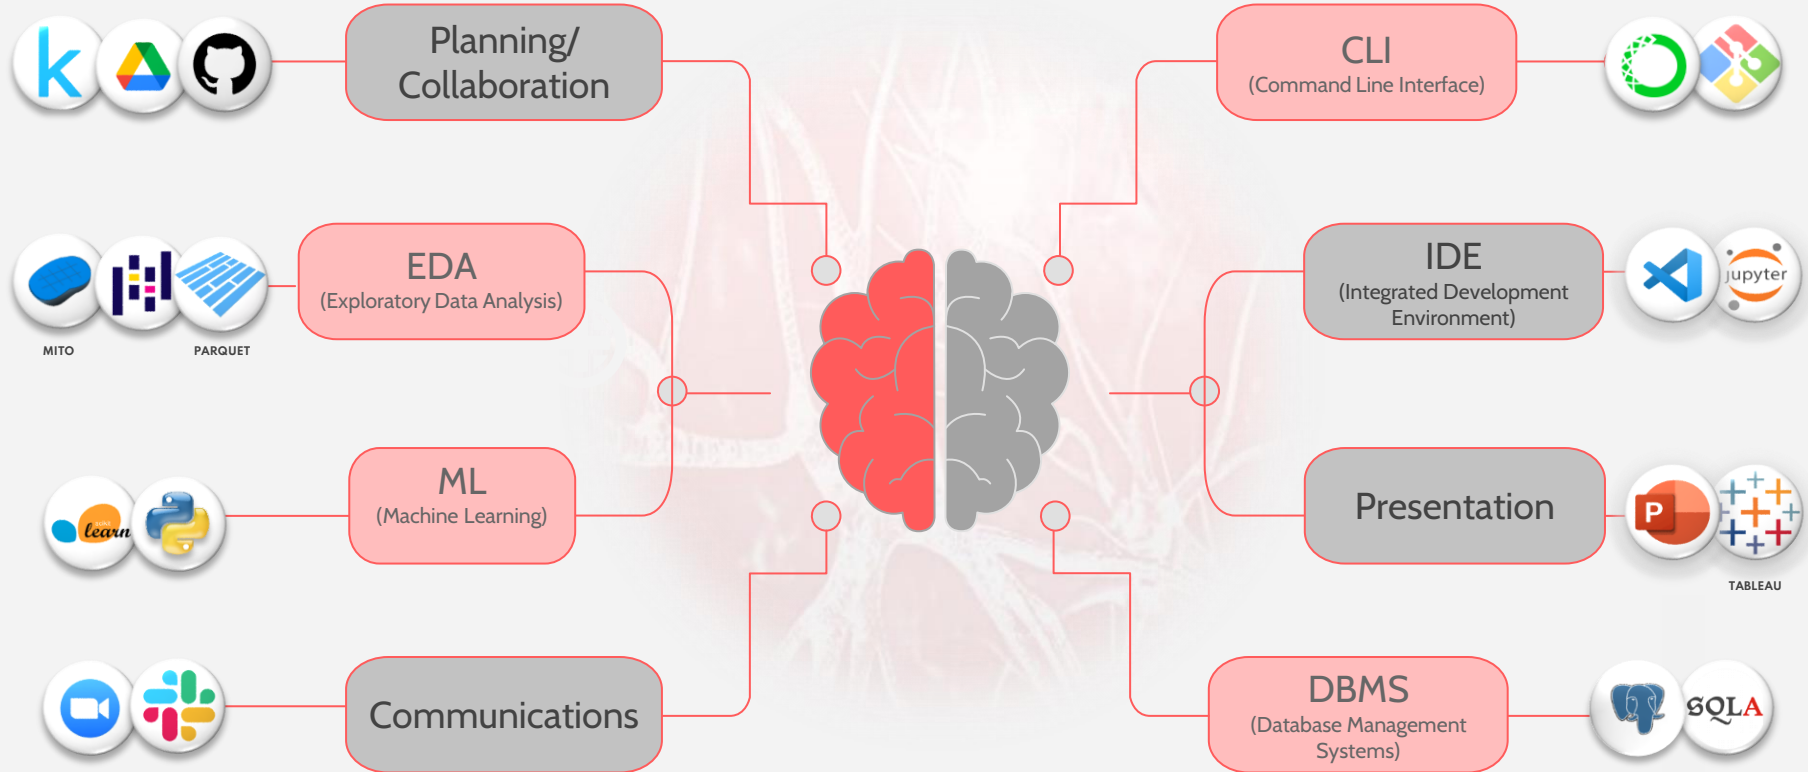 Planning/
Collaboration
CLI
(Command Line Interface)
k
EDA
(Exploratory Data Analysis)
MITO
PARQUET
IDE
(Integrated Development
Environment)
jupyter
ML
(Machine Learning)
scikit
learn
Presentation
P
TABLEAU
Communications
DBMS
(Database Management
Systems)
SQLA